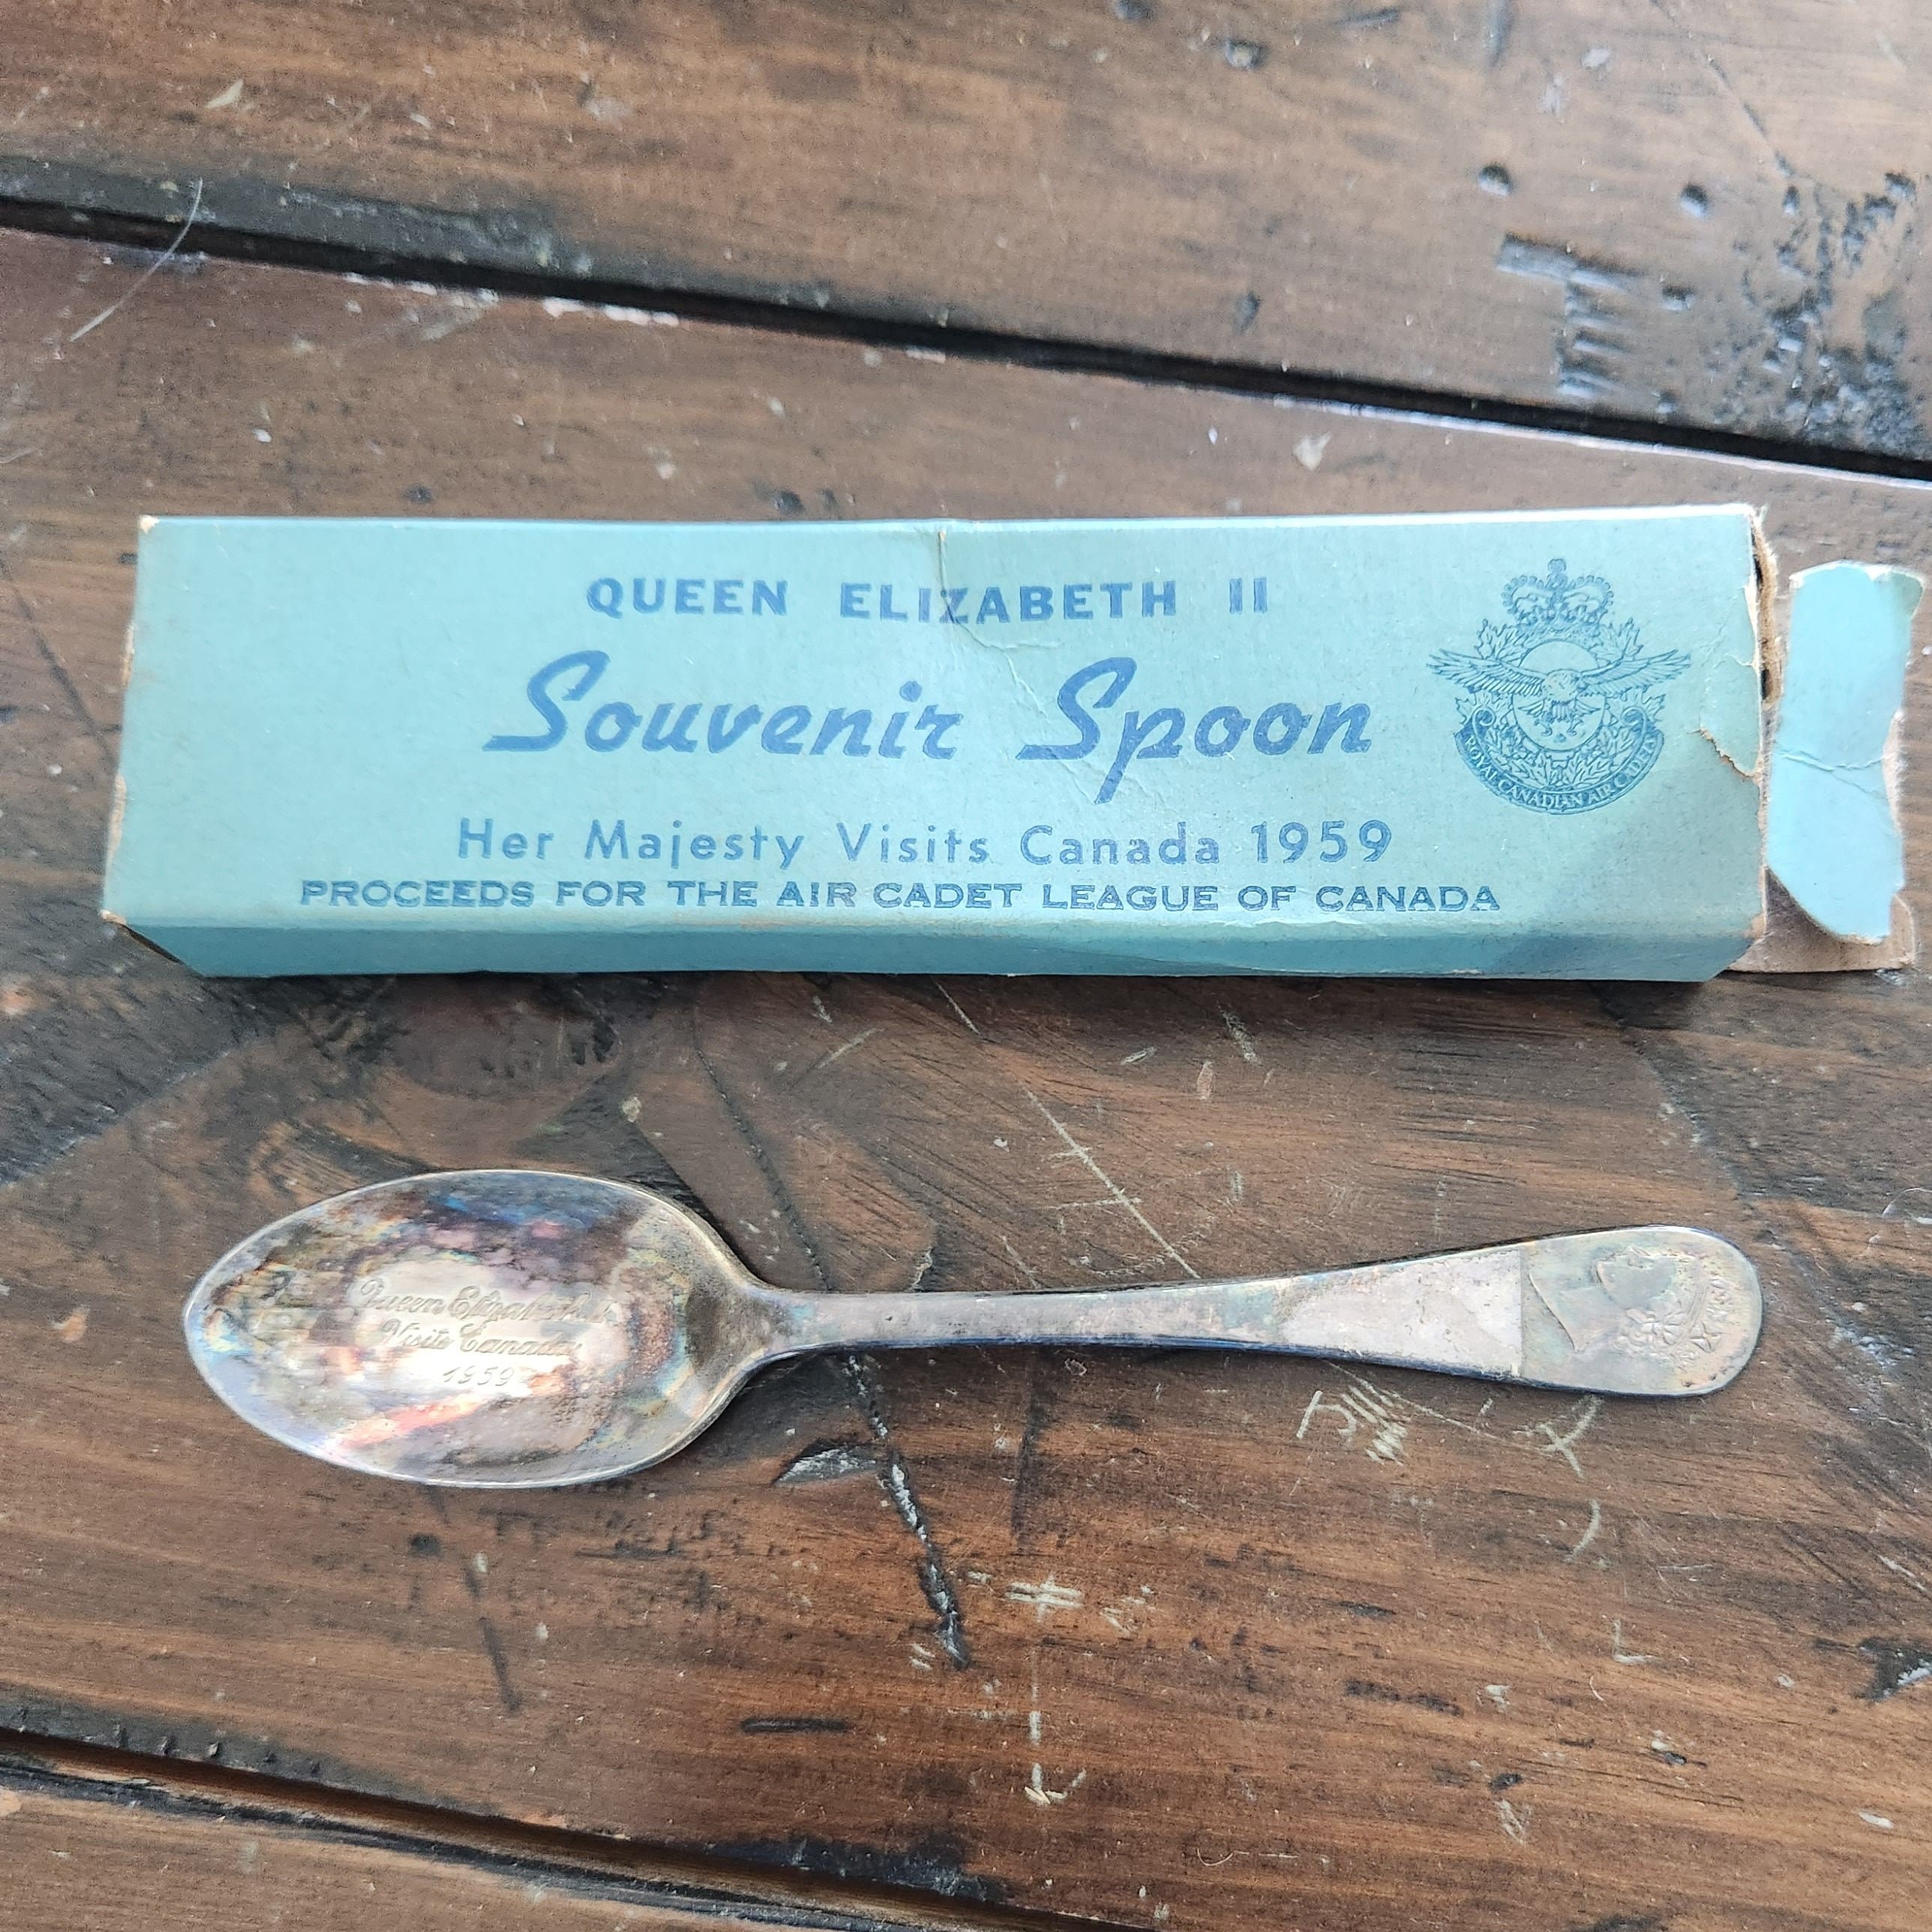 QUEEN ELIZABETH II
Souvenir Spoon
Her Majesty Visits Canada 1959
PROCEEDS FOR THE AIR CADET LEAGUE OF CANADA
ROYAL CANADIAN AIR CADETS
Queen Elizabeth II
Visits Canada
1959